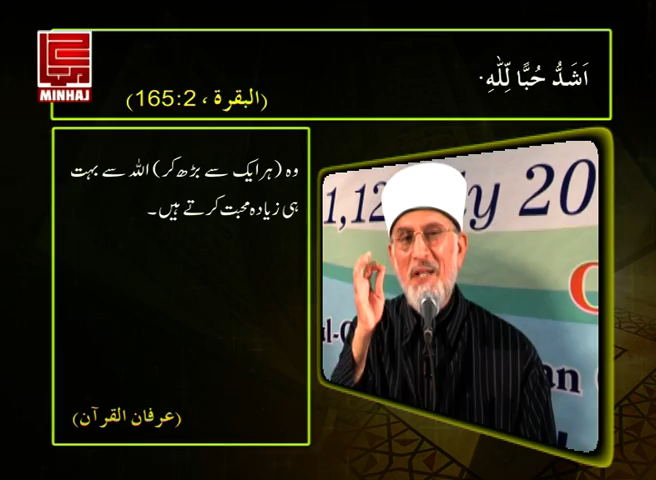 MINHAJ
اَشَدُّ حُبًّا لِّلّٰهِ.
(البقرة ، 165:2)
وہ (ہر ایک سے بڑھ کر) اللہ سے بہت
ہی زیادہ محبت کرتے ہیں۔
(عرفان القرآن)
1,12 20